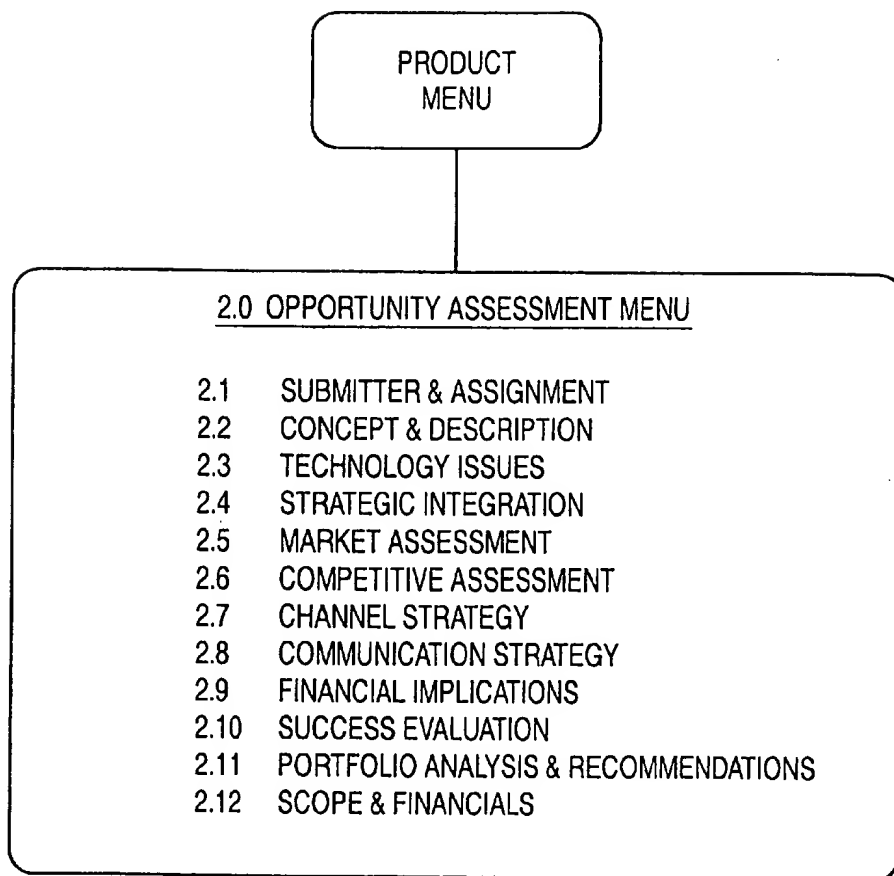 PRODUCT
MENU
2.0 OPPORTUNITY ASSESSMENT MENU
2.1 SUBMITTER & ASSIGNMENT
2.2 CONCEPT & DESCRIPTION
2.3 TECHNOLOGY ISSUES
2.4 STRATEGIC INTEGRATION
2.5 MARKET ASSESSMENT
2.6 COMPETITIVE ASSESSMENT
2.7 CHANNEL STRATEGY
2.8 COMMUNICATION STRATEGY
2.9 FINANCIAL IMPLICATIONS
2.10 SUCCESS EVALUATION
2.11 PORTFOLIO ANALYSIS & RECOMMENDATIONS
2.12 SCOPE & FINANCIALS